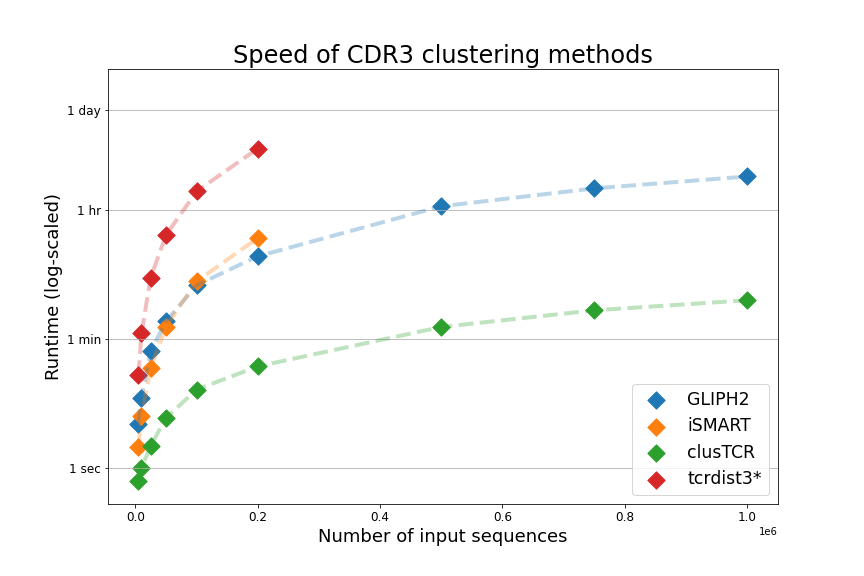 Speed of CDR3 clustering methods
Runtime (log-scaled)
1 day
1 hr
1 min
1 sec
GLIPH2
iSMART
clusTCR
tcrdist3*
0.0 0.2 0.4 0.6 0.8 1.0
1e6
Number of input sequences